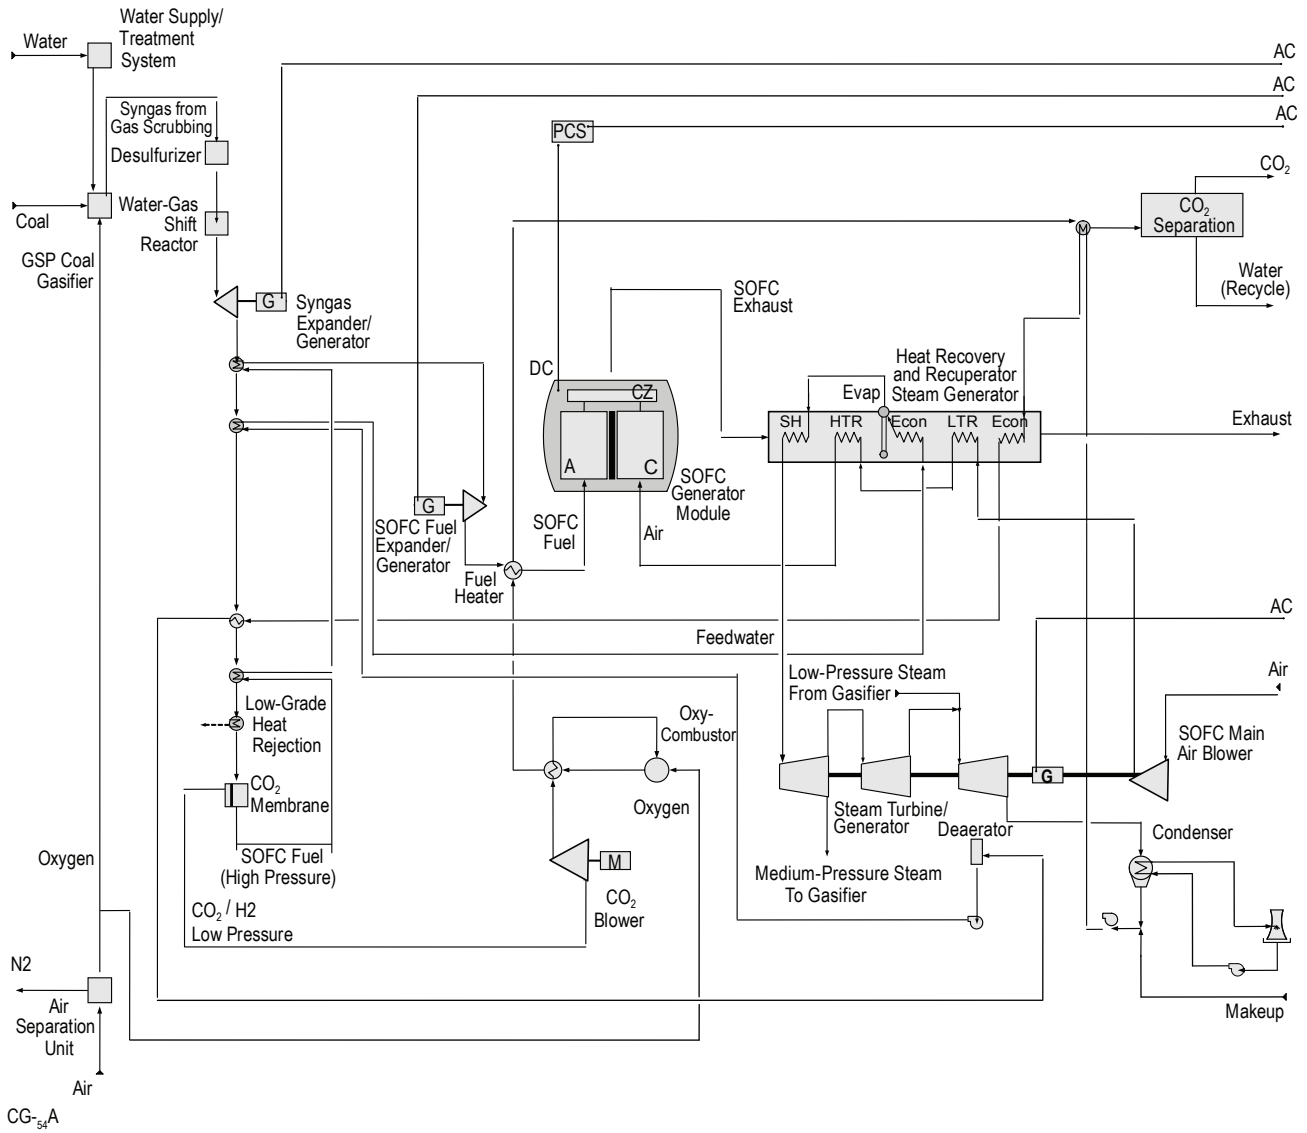 Water Supply/
Treatment
System
Water
AC
AC
AC
Syngas from
Gas Scrubbing
PCS
Desulfurizer
CO2
CO2
Separation
Coal
Water-Gas
Shift
Reactor
M
GSP Coal
Gasifier
Water
(Recycle)
G
Syngas
Expander/
Generator
SOFC
Exhaust
M
DC
CZ
Heat Recovery
and Recuperator
Steam Generator
Evap
SH
HTR
Econ
LTR
Econ
Exhaust
M
A
C
SOFC
Generator
Module
G
SOFC Fuel
Expander/
Generator
SOFC
Fuel
Air
Fuel
Heater
AC
Feedwater
M
Low-Pressure Steam
From Gasifier
Air
Low-Grade
Heat
Rejection
M
Oxy-
Combustor
SOFC Main
Air Blower
G
CO2
Membrane
Oxygen
Steam Turbine/
Generator
Deaerator
Condenser
Oxygen
SOFC Fuel
(High Pressure)
M
CO2
Blower
Medium-Pressure Steam
To Gasifier
CO2 / H2
Low Pressure
N2
Air
Separation
Unit
Makeup
Air
CG-54A